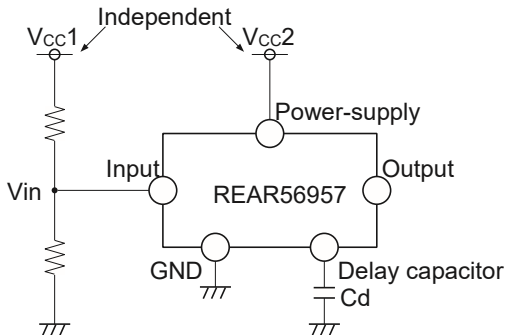 Independent
VCC1
VCC2
Power-supply
Input
Output
Vin
REAR56957
GND
Delay capacitor
Cd